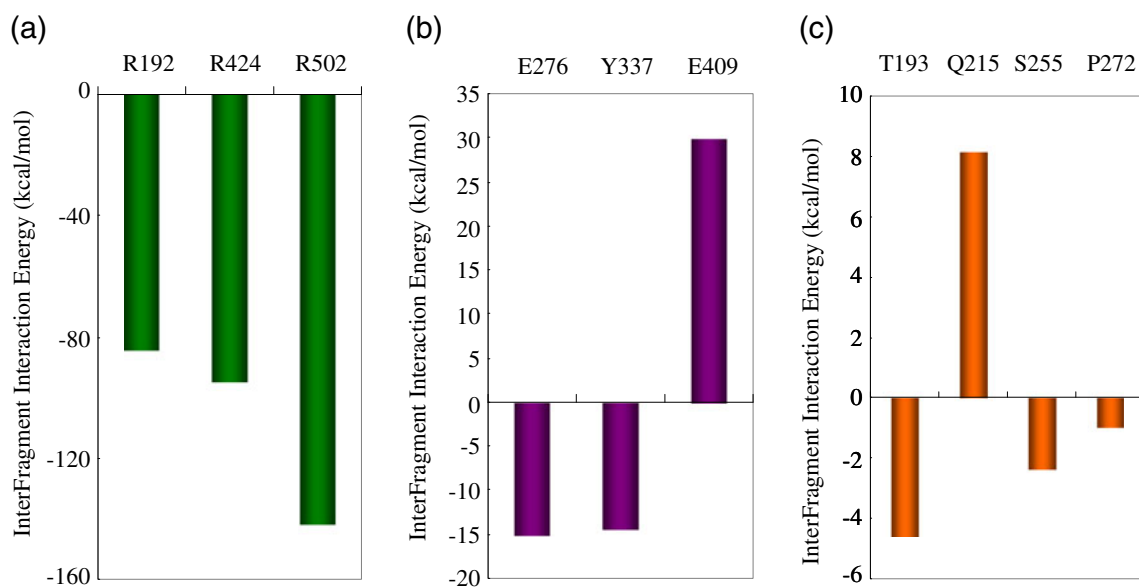 (a)
R192 R424 R502
InterFragment Interaction Energy (kcal/mol)
0
-40
-80
-120
-160
(b)
E276 Y337 E409
InterFragment Interaction Energy (kcal/mol)
35
30
25
20
15
10
5
0
-5
-10
-15
-20
(c)
T193 Q215 S255 P272
InterFragment Interaction Energy (kcal/mol)
10
8
6
4
2
0
-2
-4
-6